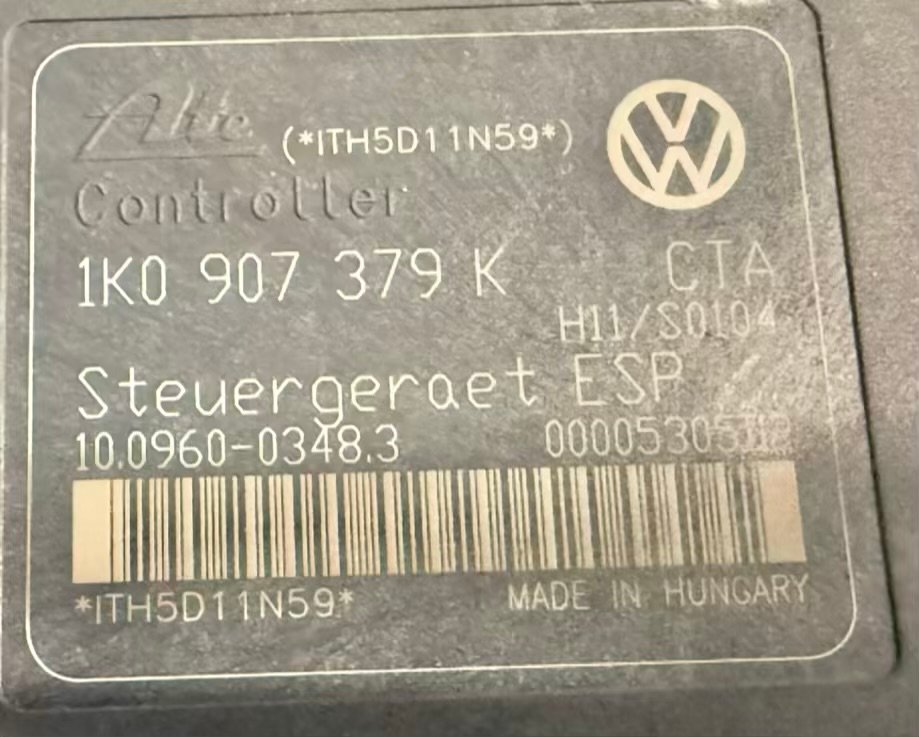 Ate (*ITH5D11N59*)
Controller
1K0 907 379 K CTA
H11/S0104
Steuergeraet ESP
10.0960-0348.3
*ITH5D11N59* MADE IN HUNGARY